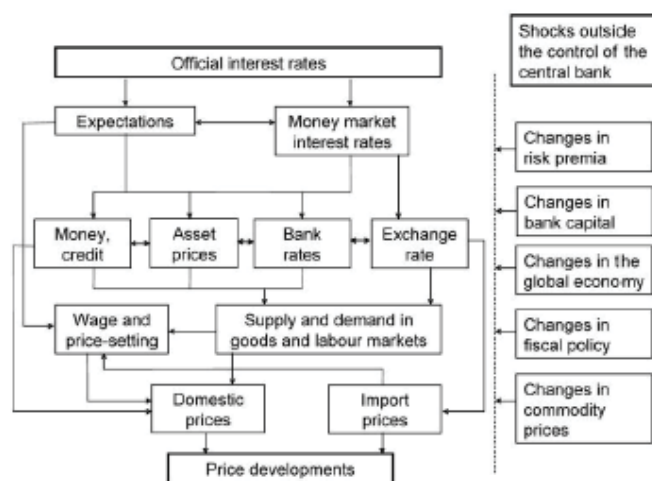 Official interest rates
Shocks outside
the control of the
central bank
Expectations
Money market
interest rates
Changes in
risk premia
Money,
credit
Asset
prices
Bank
rates
Exchange
rate
Changes in
bank capital
Changes in the
global economy
Wage and
price-setting
Supply and demand in
goods and labour markets
Changes in
fiscal policy
Domestic
prices
Import
prices
Changes in
commodity
prices
Price developments